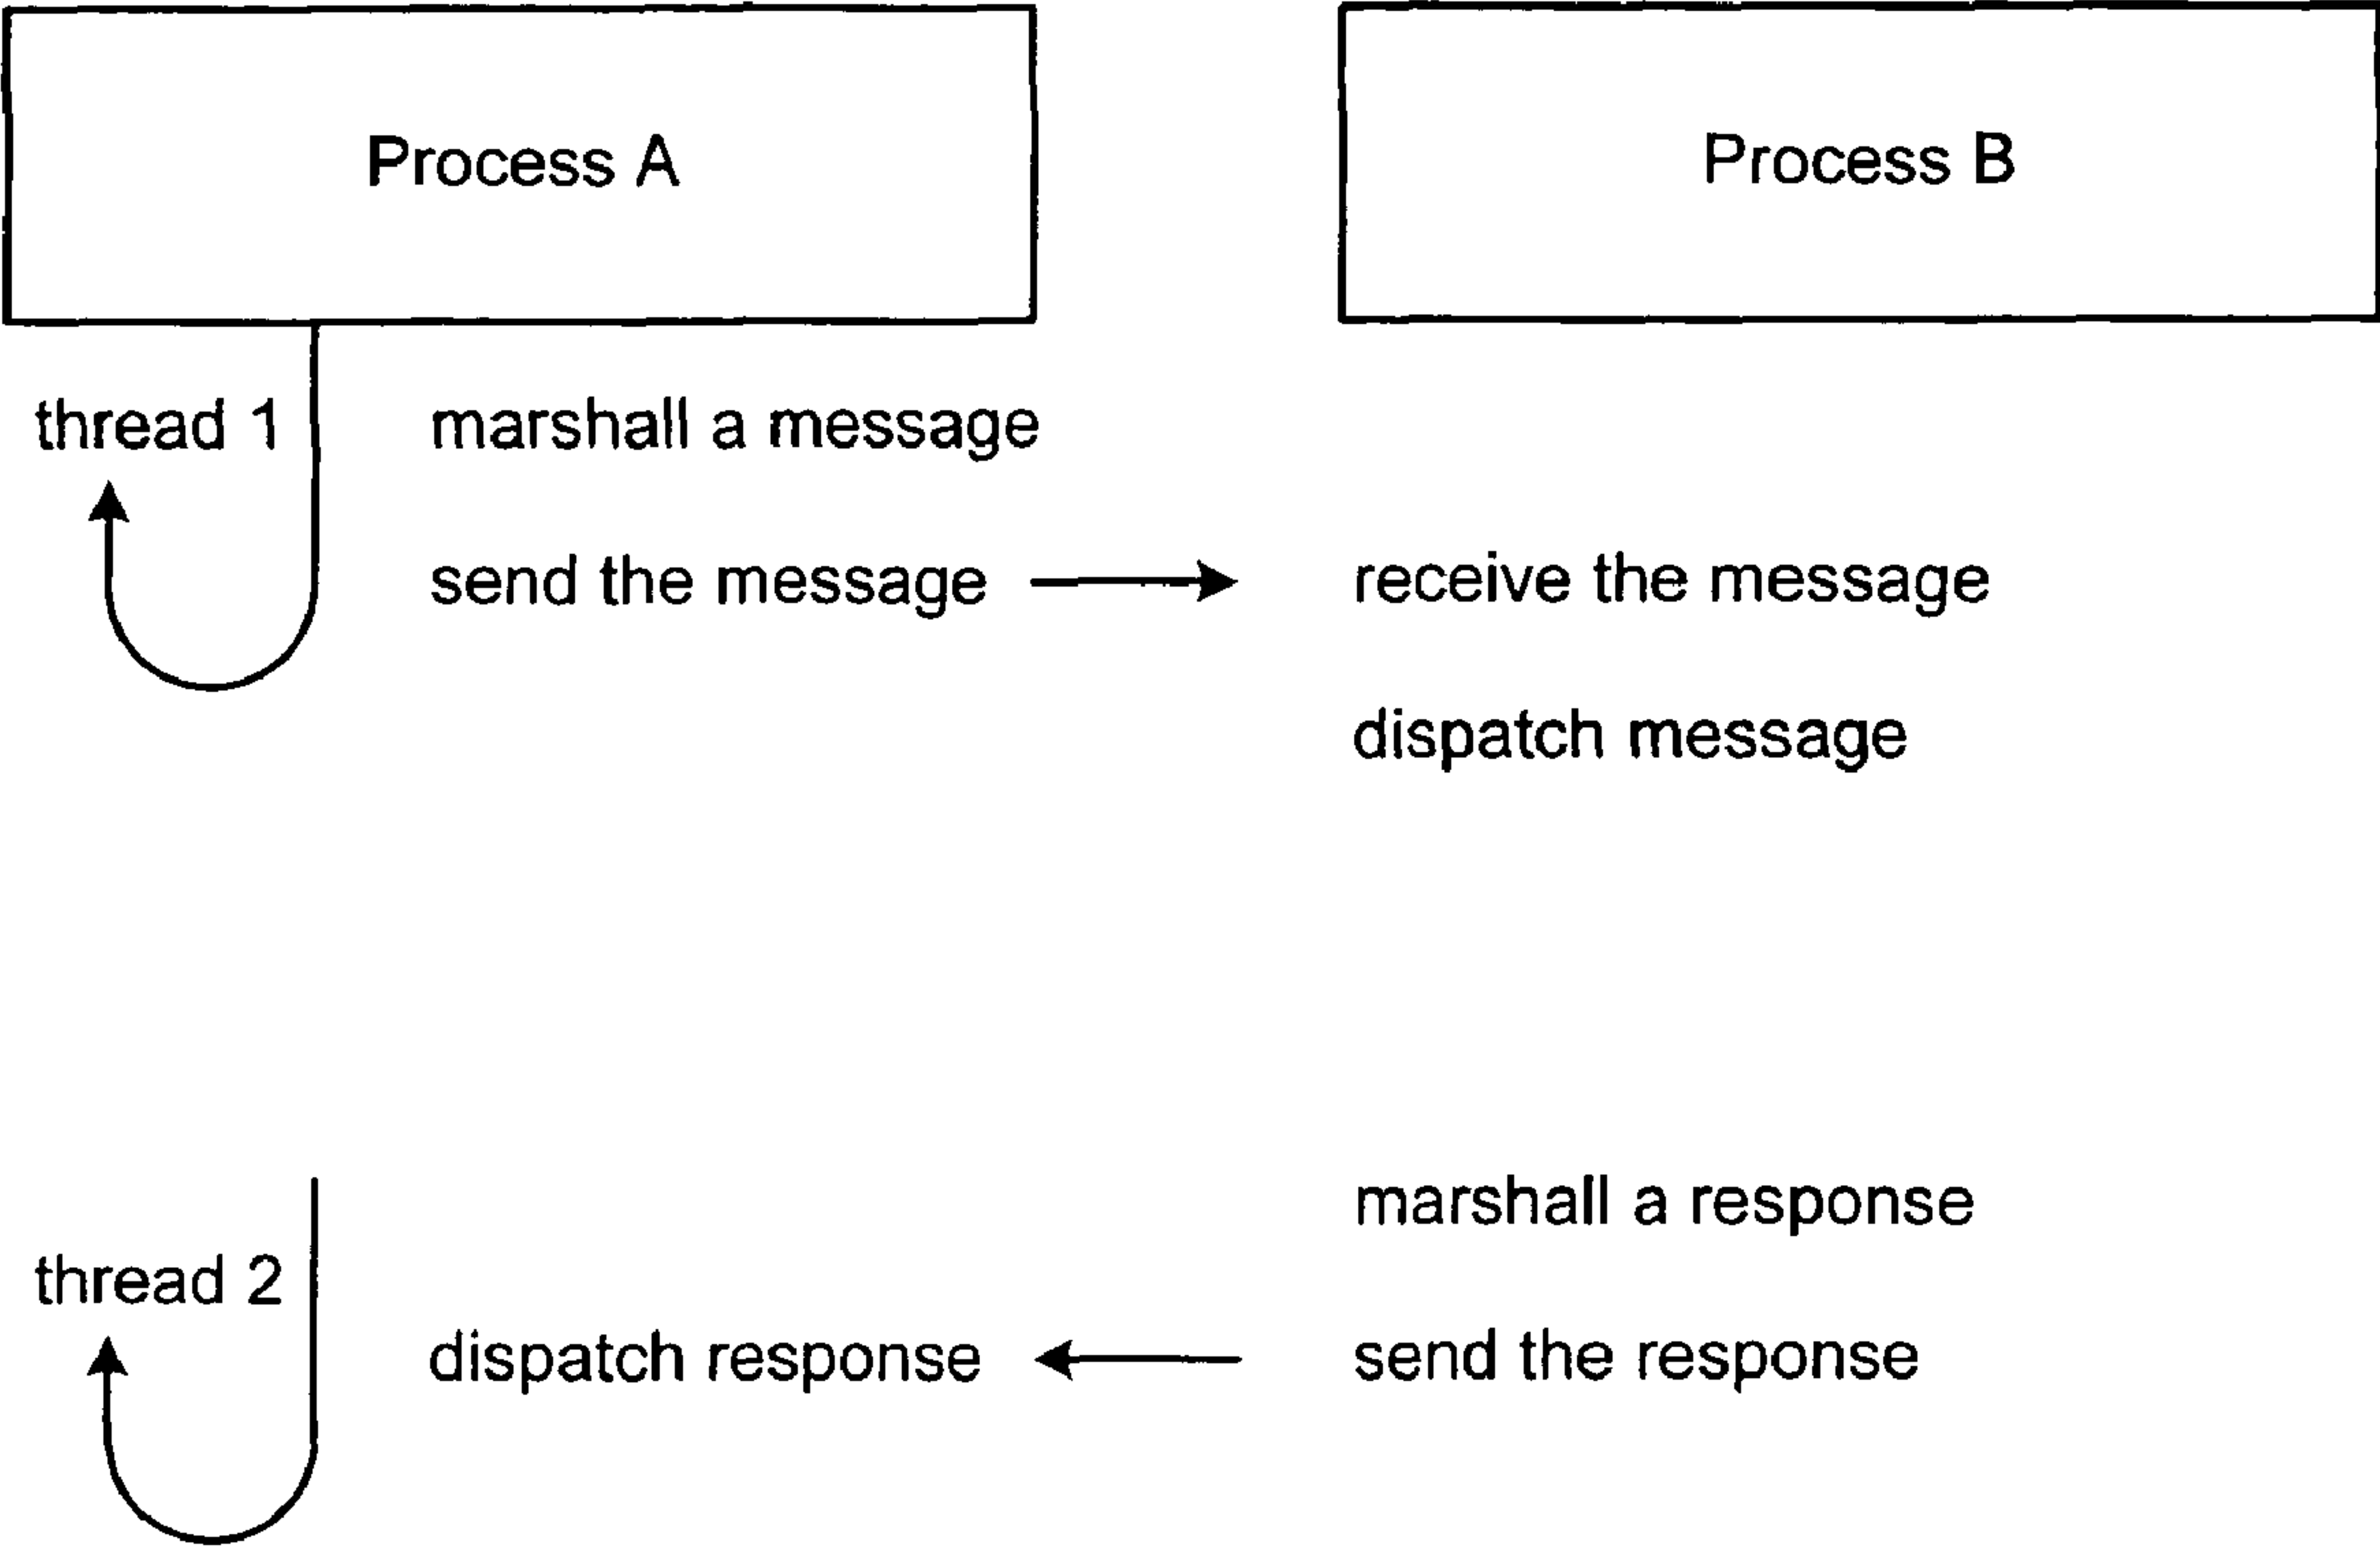 Process A
Process B
thread 1
marshall a message
send the message
receive the message
dispatch message
marshall a response
thread 2
dispatch response
send the response